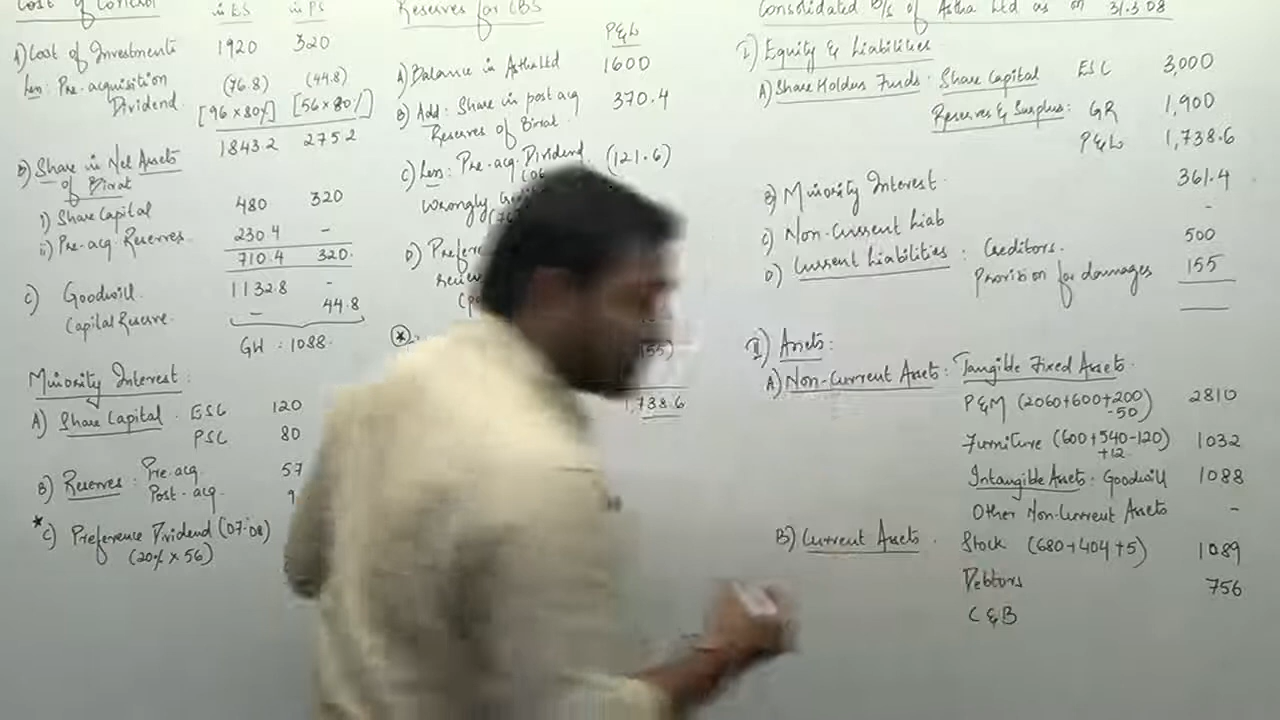 Cost of Control
in ES in PS
A) Cost of Investments 1920 320
Less: Pre-acquisition (76.8) (44.8)
Dividend [96 x 80%] [56 x 80%]
1843.2 275.2
B) Share in Net Assets
of Birat
i) Share Capital 480 320
ii) Pre-acq Reserves 230.4 -
710.4 320
C) Goodwill 1132.8 -
Capital Reserve - 44.8
GW = 1088
Minority Interest:
A) Share Capital ESC 120
PSC 80
B) Reserves: Pre-acq. 57
Post-acq. 9
* C) Preference Dividend (07-08)
(20% x 56)
Reserves for CBS
P&L
A) Balance in Astha Ltd 1600
B) Add: Share in post acq 370.4
Reserves of Birat
C) Less: Pre-acq. Dividend (121.6)
wrongly
D)
*
(155)
1,738.6
Consolidated B/S of Astha Ltd as on 31.3.08
I) Equity & Liabilities
A) Share Holders Funds: Share Capital ESC 3,000
Reserves & Surplus: GR 1,900
P&L 1,738.6
B) Minority Interest 361.4
C) Non-Current Liab -
D) Current Liabilities: Creditors 500
Provision for damages 155
II) Assets:
A) Non-Current Assets: Tangible Fixed Assets
P&M (2060+600+200 2810
-50)
Furniture (600+540-120) 1032
+12
Intangible Assets: Goodwill 1088
Other Non-Current Assets -
B) Current Assets Stock (680+404+5) 1089
Debtors 756
C&B